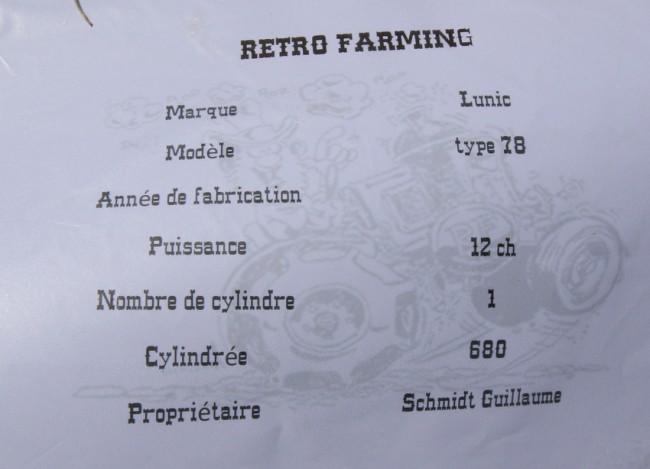 RETRO FARMING
Marque Lunic
Modèle type 78
Année de fabrication
Puissance 12 ch
Nombre de cylindre 1
Cylindrée 680
Propriétaire Schmidt Guillaume